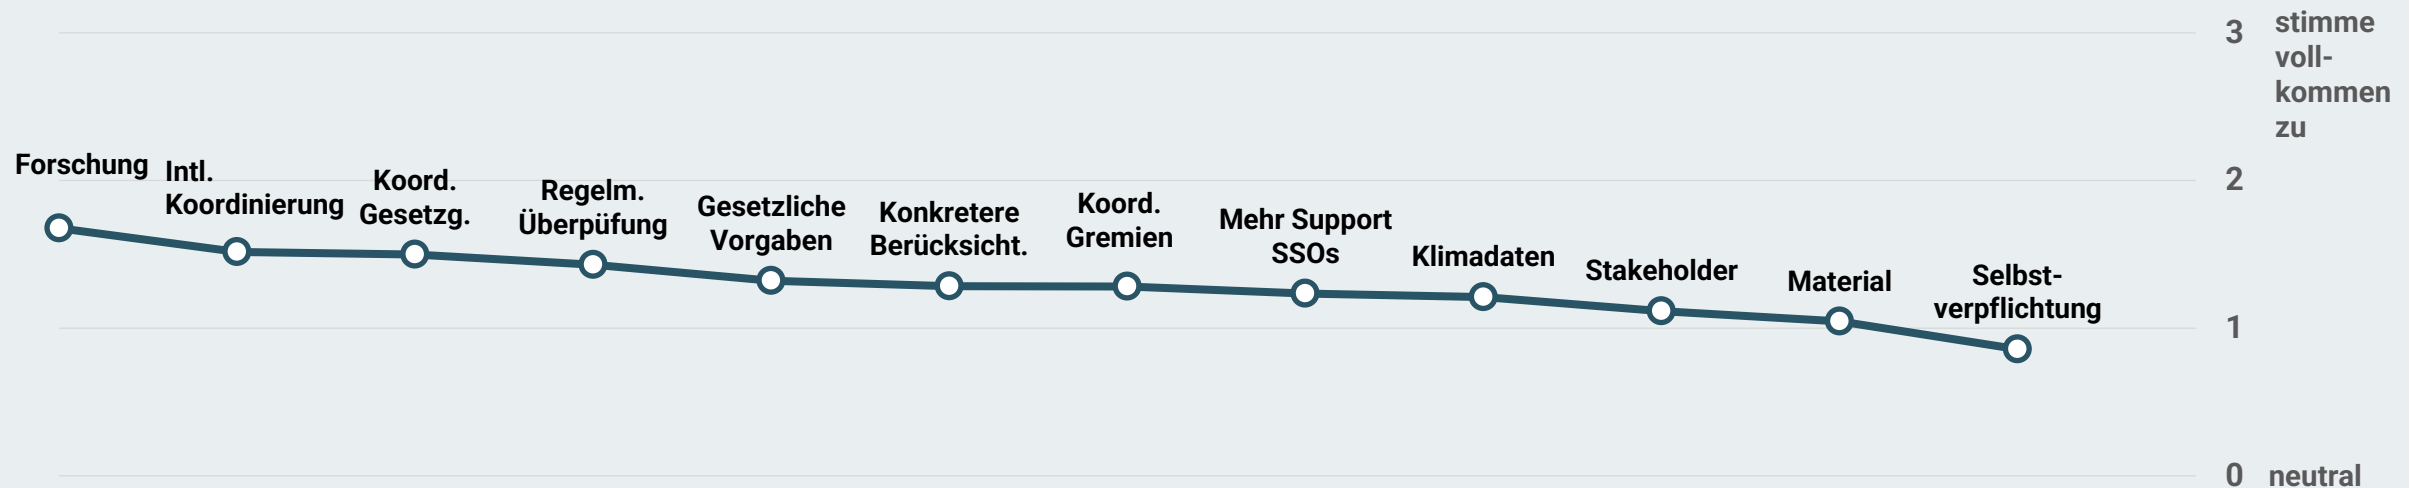 3
stimme
voll-
kommen
zu
Forschung
Intl.
Koordinierung
Koord.
Gesetzg.
2
Regelm.
Überpüfung
Gesetzliche
Vorgaben
Konkretere
Berücksicht.
Koord.
Gremien
Mehr Support
SSOs
Klimadaten
Stakeholder
Material
Selbst-
verpflichtung
1
0 neutral